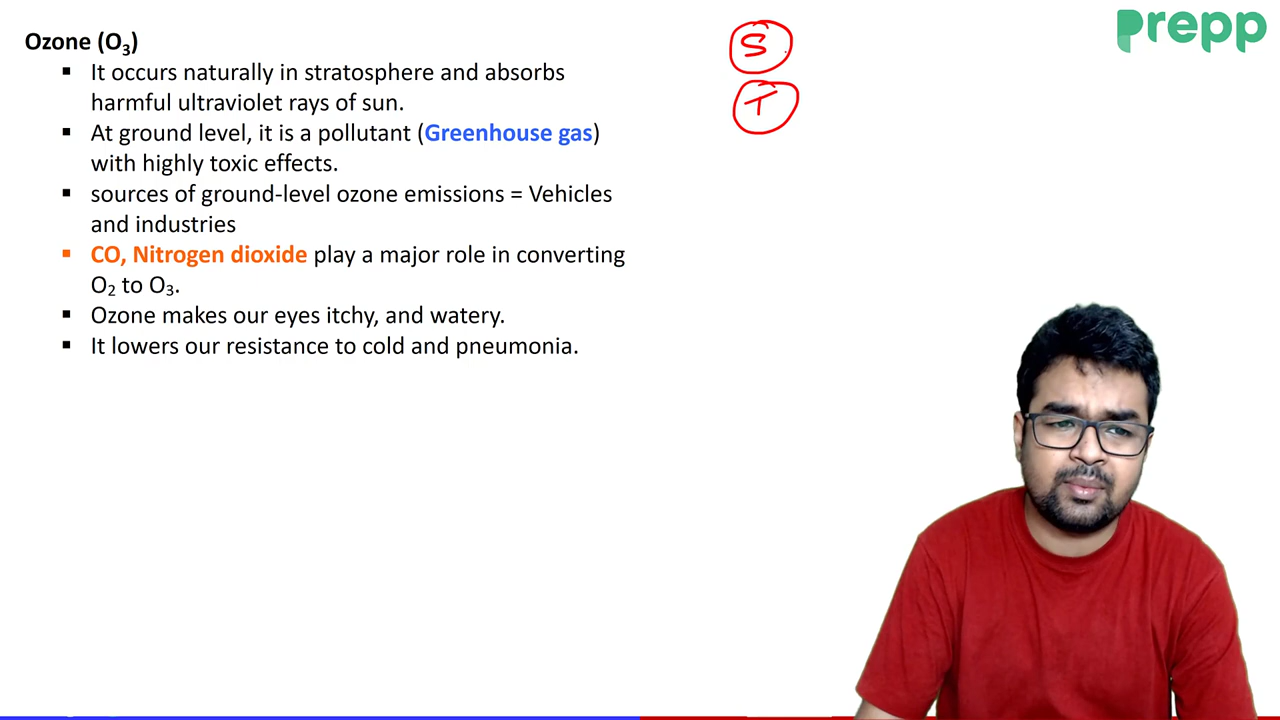 Ozone (O₃)
▪ It occurs naturally in stratosphere and absorbs
harmful ultraviolet rays of sun.
▪ At ground level, it is a pollutant (Greenhouse gas)
with highly toxic effects.
▪ sources of ground-level ozone emissions = Vehicles
and industries
▪ CO, Nitrogen dioxide play a major role in converting
O₂ to O₃.
▪ Ozone makes our eyes itchy, and watery.
▪ It lowers our resistance to cold and pneumonia.
S
T
Prepp